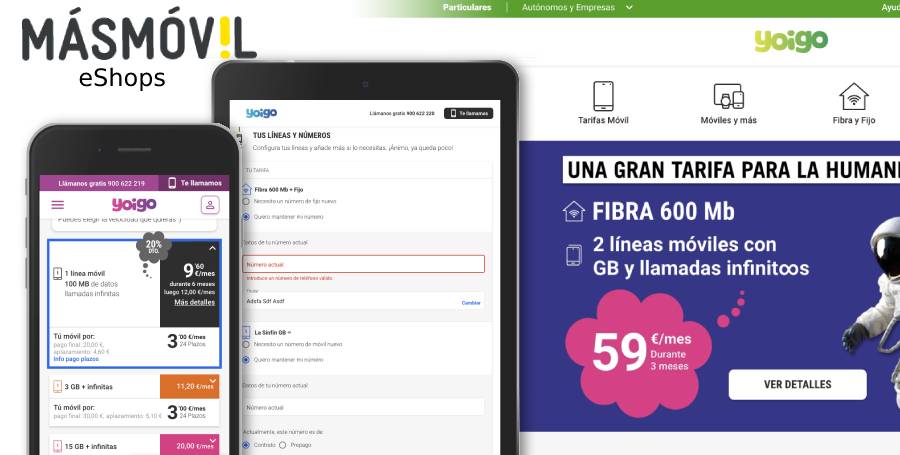 MÁSMÓV!L
eShops
Particulares
Autónomos y Empresas
yoigo
Tarifas Móvil
Móviles y más
Fibra y Fijo
UNA GRAN TARIFA PARA LA
FIBRA 600 Mb
2 líneas móviles con
GB y llamadas infinitoos
59 €/mes
Durante
3 meses
VER DETALLES
yoigo
Llámanos gratis 900 622 220
Te llamamos
TUS LÍNEAS Y NÚMEROS
Configura tus líneas y añade más si lo necesitas. ¡Ánimo, ya queda poco!
TU TARIFA
Fibra 600 Mb + Fijo
Necesito un número de fijo nuevo
Quiero mantener mi número
Datos de tu número actual
Número actual
Introduce un número de teléfono válido
Titular
Adsfa Sdf Asdf
Cambiar
La Sinfín GB ∞
Necesito un número de móvil nuevo
Quiero mantener mi número
Datos de tu número actual
Número actual
Actualmente, este número es de:
Contrato
Prepago
Llámanos gratis 900 622 219
Te llamamos
yoigo
Puedes elegir la velocidad que quieras :)
20%
DTO.
1 línea móvil
100 MB de datos
llamadas infinitas
9'60 €/mes
durante 6 meses
luego 12,00 €/mes
Más detalles
Tú móvil por:
pago final: 20,00 €,
aplazamiento: 4,60 €
Info pago plazos
3'00 €/mes
24 Plazos
3 GB + infinitas
11,20 €/mes
Tú móvil por:
pago final: 30,00 €, aplazamiento: 5,10 €
3'00 €/mes
24 Plazos
15 GB + infinitas
20,00 €/mes